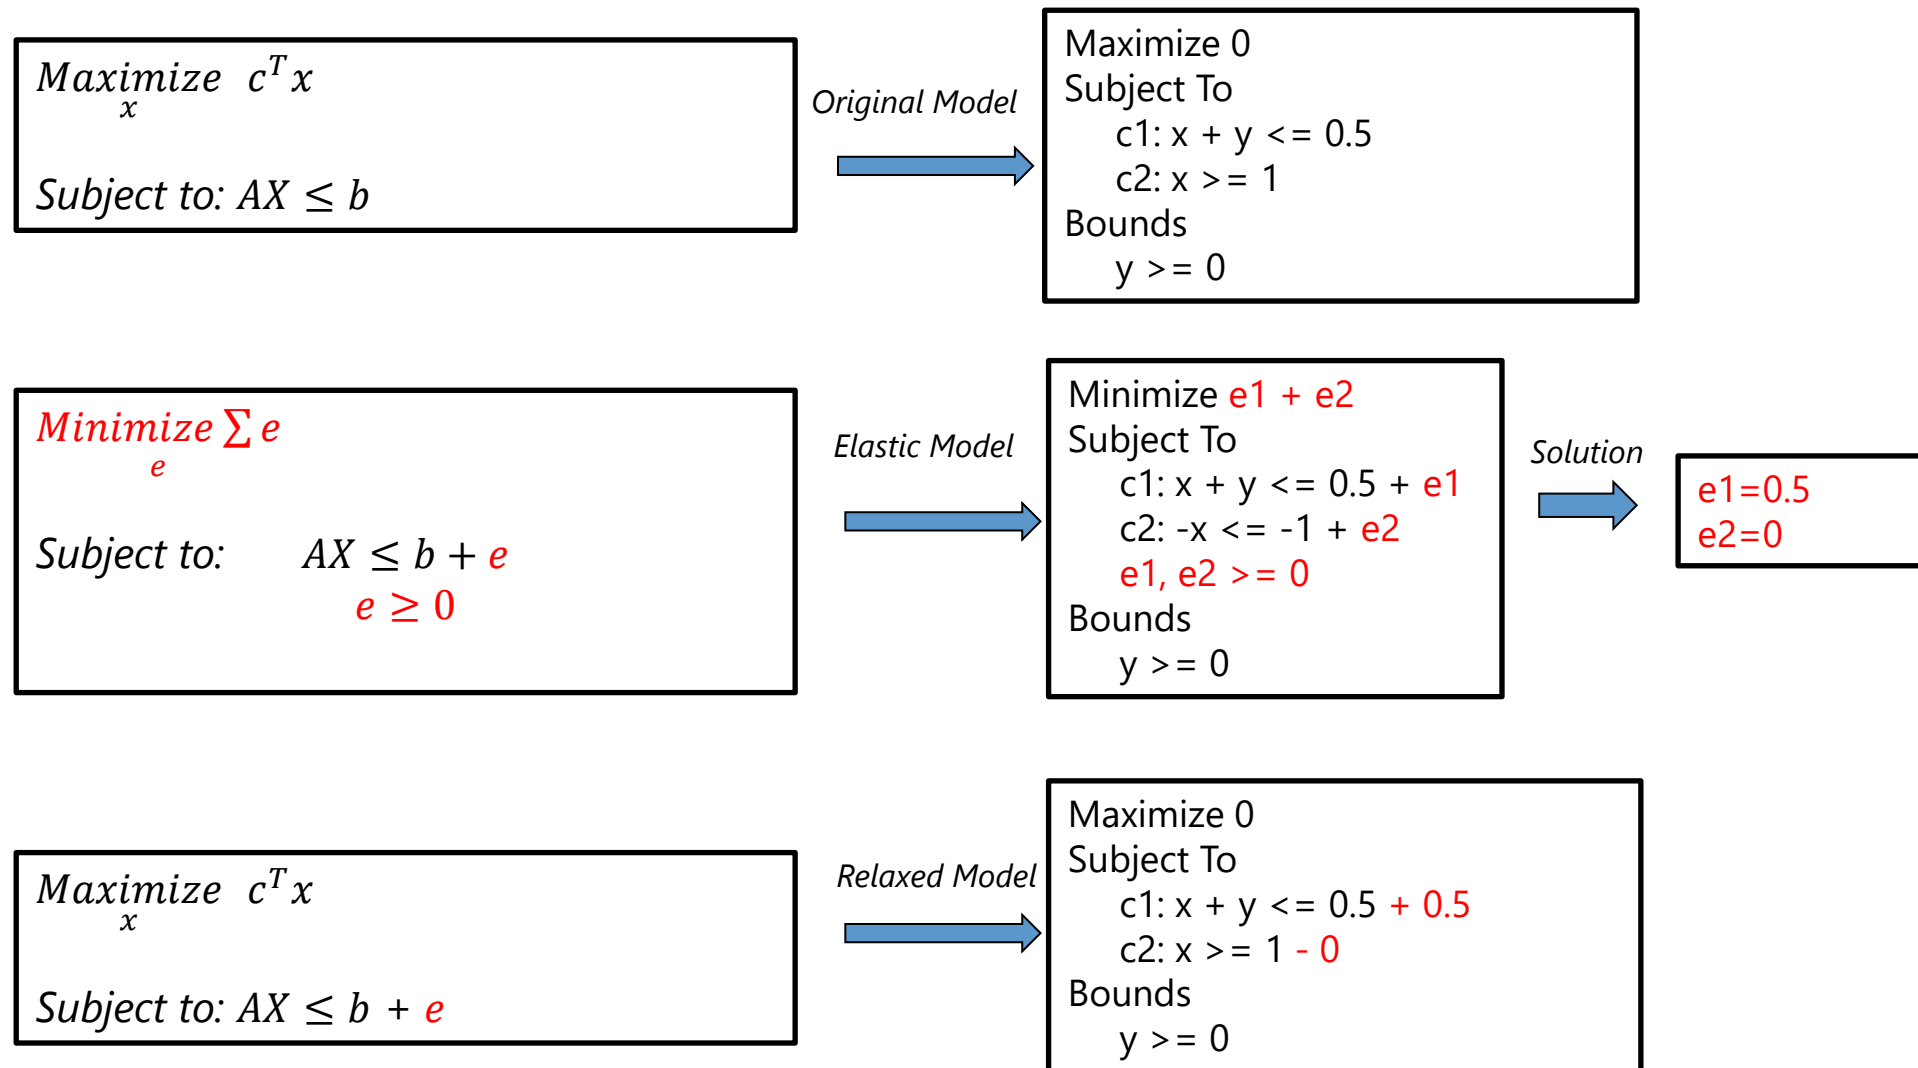 Maximize cᵀx
x
Subject to: AX ≤ b
Original Model
Maximize 0
Subject To
c1: x + y <= 0.5
c2: x >= 1
Bounds
y >= 0
Minimize ∑ e
e
Subject to: AX ≤ b + e
e ≥ 0
Elastic Model
Minimize e1 + e2
Subject To
c1: x + y <= 0.5 + e1
c2: -x <= -1 + e2
e1, e2 >= 0
Bounds
y >= 0
Solution
e1=0.5
e2=0
Maximize cᵀx
x
Subject to: AX ≤ b + e
Relaxed Model
Maximize 0
Subject To
c1: x + y <= 0.5 + 0.5
c2: x >= 1 - 0
Bounds
y >= 0